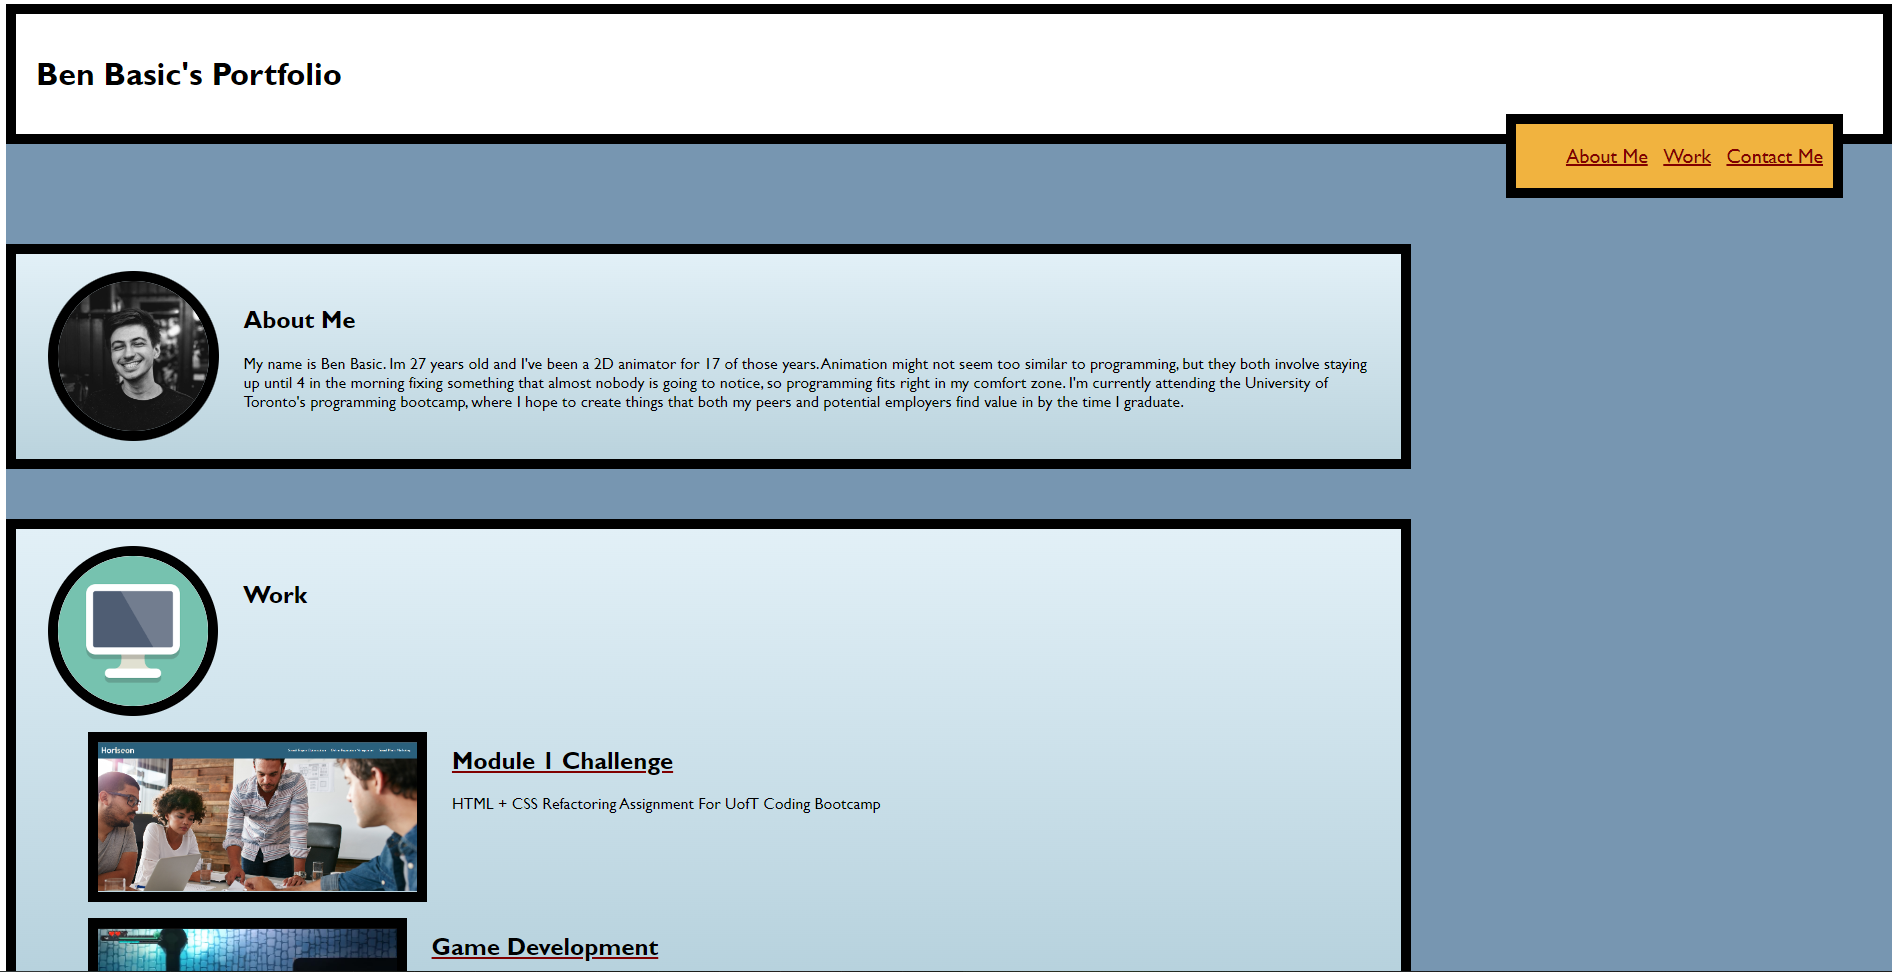 Ben Basic's Portfolio
About Me Work Contact Me
About Me
My name is Ben Basic. Im 27 years old and I've been a 2D animator for 17 of those years. Animation might not seem too similar to programming, but they both involve staying
up until 4 in the morning fixing something that almost nobody is going to notice, so programming fits right in my comfort zone. I'm currently attending the University of
Toronto's programming bootcamp, where I hope to create things that both my peers and potential employers find value in by the time I graduate.
Work
Horiseon
Module 1 Challenge
HTML + CSS Refactoring Assignment For UofT Coding Bootcamp
Game Development